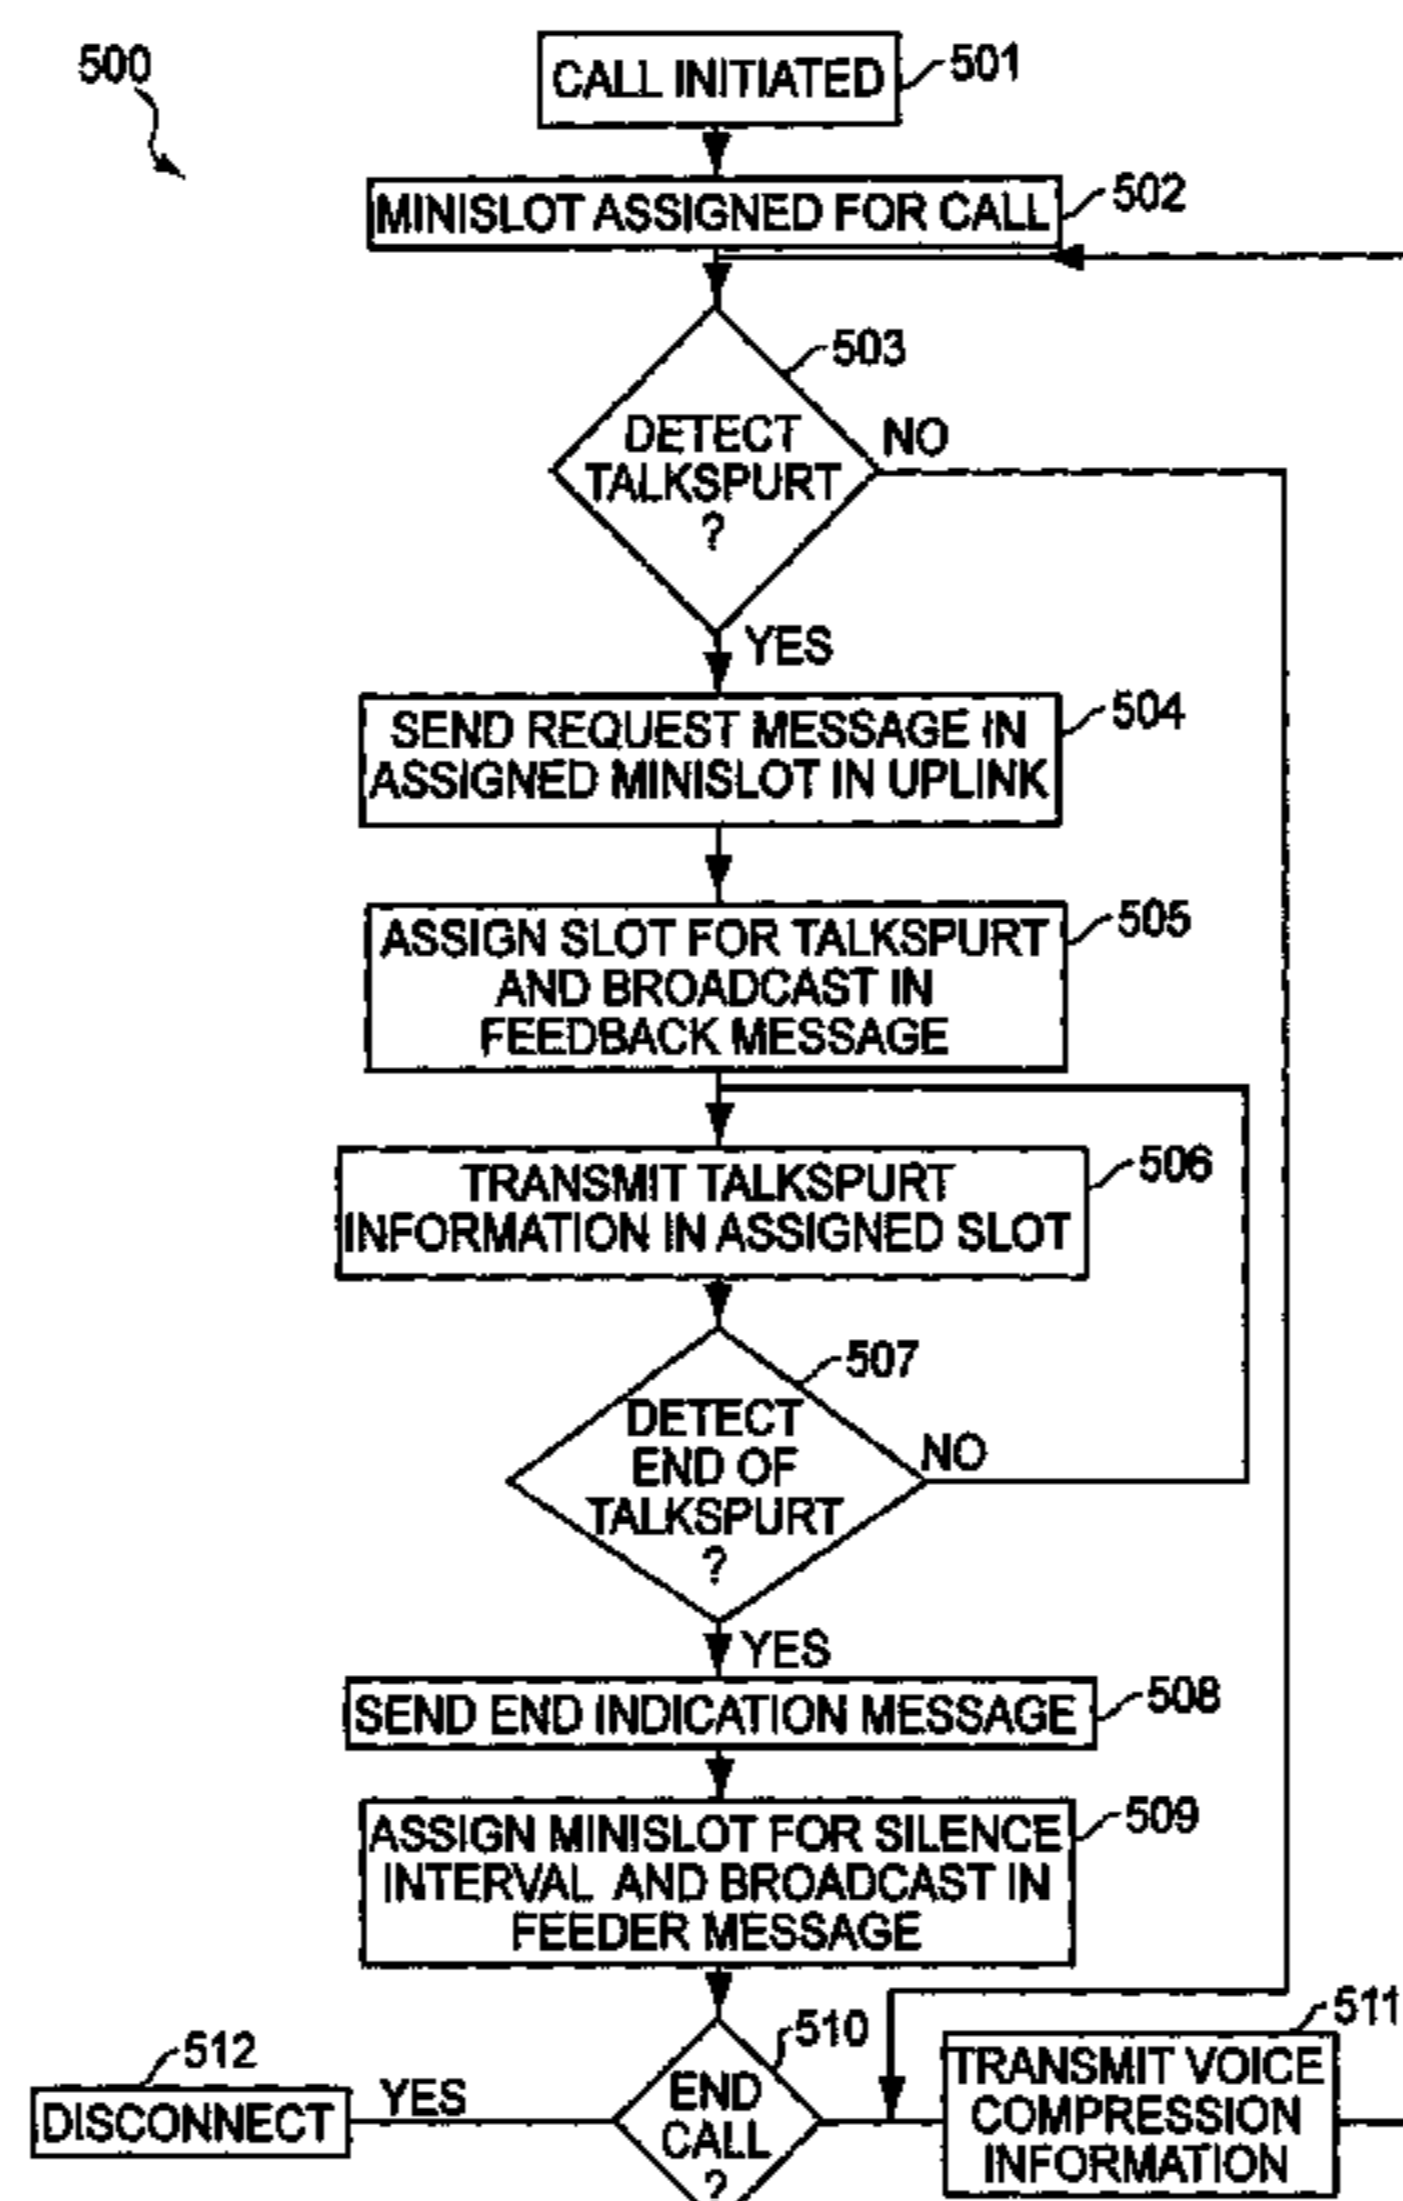 500
CALL INITIATED
501
MINISLOT ASSIGNED FOR CALL
502
503
DETECT
TALKSPURT
?
NO
YES
SEND REQUEST MESSAGE IN
ASSIGNED MINISLOT IN UPLINK
504
ASSIGN SLOT FOR TALKSPURT
AND BROADCAST IN
FEEDBACK MESSAGE
505
TRANSMIT TALKSPURT
INFORMATION IN ASSIGNED SLOT
506
507
DETECT
END OF
TALKSPURT
?
NO
YES
SEND END INDICATION MESSAGE
508
ASSIGN MINISLOT FOR SILENCE
INTERVAL AND BROADCAST IN
FEEDER MESSAGE
509
510
END
CALL
?
YES
512
DISCONNECT
511
TRANSMIT VOICE
COMPRESSION
INFORMATION